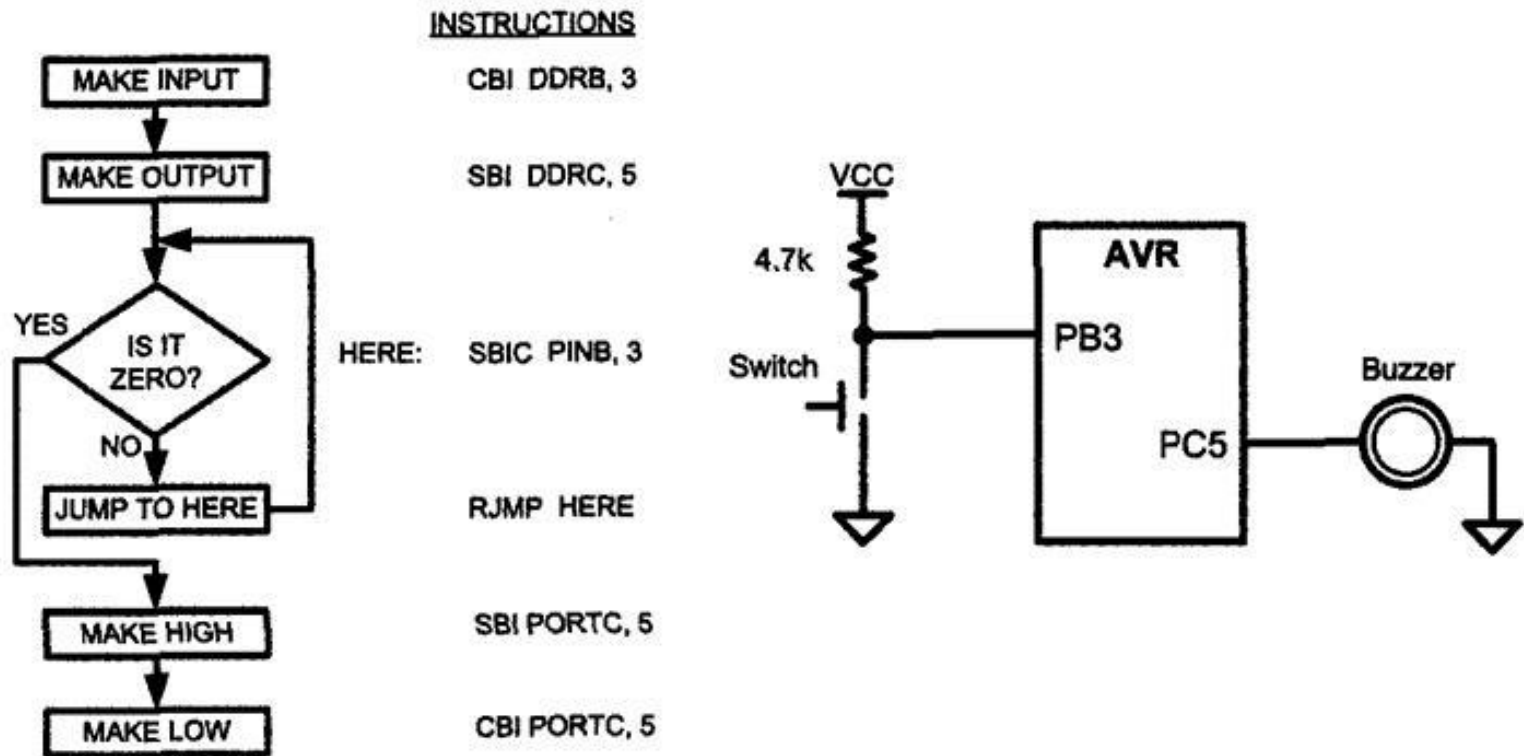 INSTRUCTIONS
MAKE INPUT
CBI DDRB, 3
MAKE OUTPUT
SBI DDRC, 5
YES
IS IT
ZERO?
HERE: SBIC PINB, 3
NO
JUMP TO HERE
RJMP HERE
MAKE HIGH
SBI PORTC, 5
MAKE LOW
CBI PORTC, 5
VCC
4.7k
AVR
PB3
Switch
Buzzer
PC5